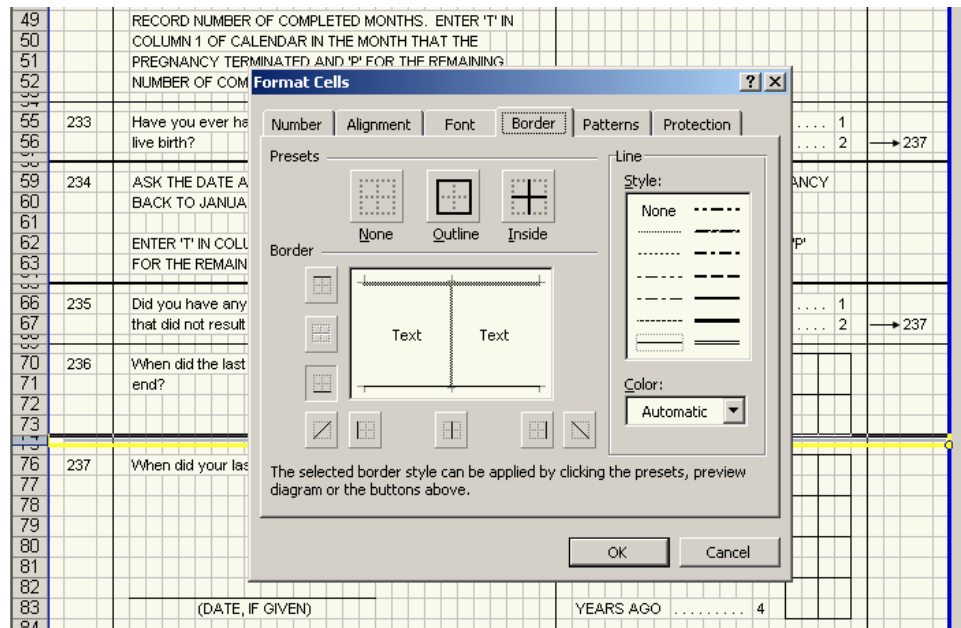 49 RECORD NUMBER OF COMPLETED MONTHS. ENTER 'T' IN
50 COLUMN 1 OF CALENDAR IN THE MONTH THAT THE
51 PREGNANCY TERMINATED AND 'P' FOR THE REMAINING
52 NUMBER OF COM
55 233 Have you ever ha .... 1
56 live birth? .... 2 237
59 234 ASK THE DATE A ANCY
60 BACK TO JANUA
61
62 ENTER 'T' IN COLU 'P'
63 FOR THE REMAIN
66 235 Did you have any .... 1
67 that did not result .... 2 237
70 236 When did the last
71 end?
72
73
76 237 When did your las
77
78
79
80
81
82
83 (DATE, IF GIVEN) YEARS AGO ......... 4
Format Cells
Number Alignment Font Border Patterns Protection
Presets
None Outline Inside
Border
Text Text
Line
Style:
None
Color:
Automatic
The selected border style can be applied by clicking the presets, preview
diagram or the buttons above.
OK Cancel